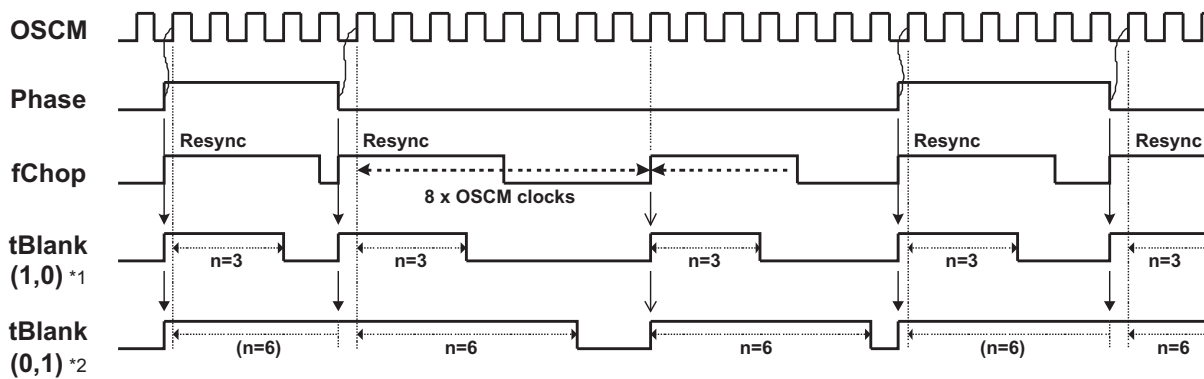 OSCM
Phase
Resync Resync Resync Resync
fChop
8 x OSCM clocks
tBlank
(1,0) *1
n=3 n=3 n=3 n=3 n=3
tBlank
(0,1) *2
(n=6) n=6 n=6 (n=6) n=6